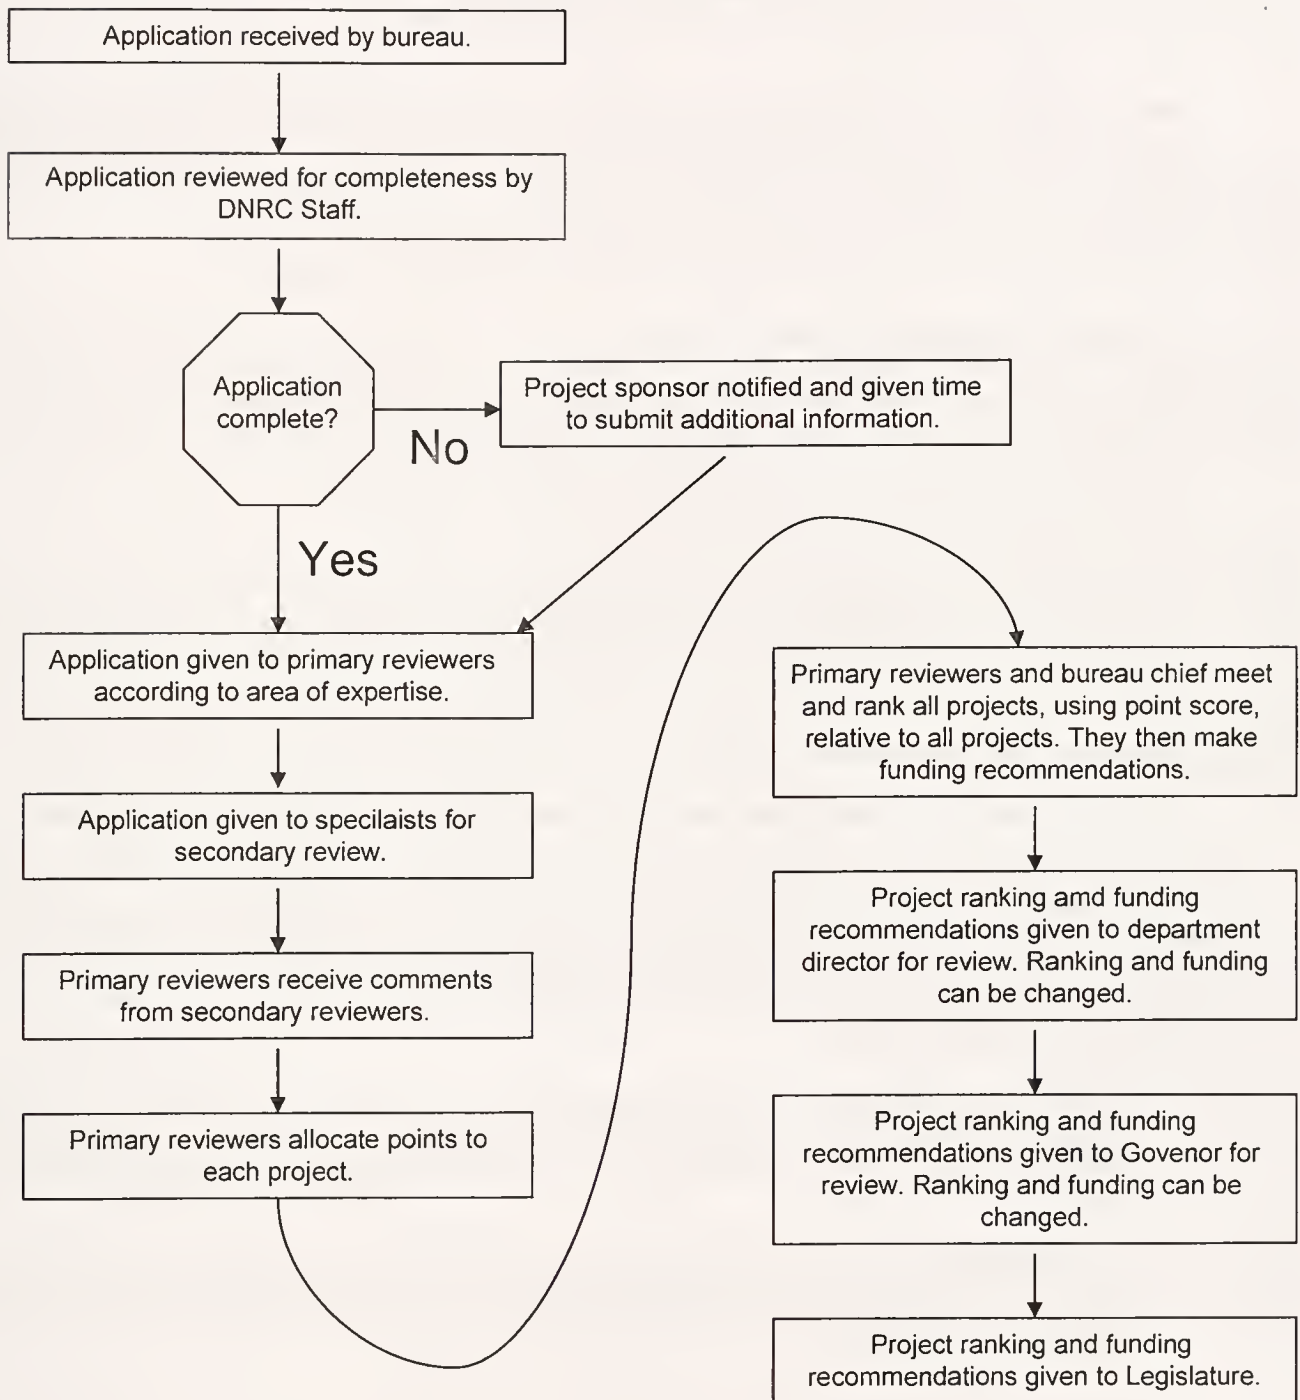 Application received by bureau.
Application reviewed for completeness by
DNRC Staff.
Application
complete?
No
Project sponsor notified and given time
to submit additional information.
Yes
Application given to primary reviewers
according to area of expertise.
Application given to specilaists for
secondary review.
Primary reviewers receive comments
from secondary reviewers.
Primary reviewers allocate points to
each project.
Primary reviewers and bureau chief meet
and rank all projects, using point score,
relative to all projects. They then make
funding recommendations.
Project ranking amd funding
recommendations given to department
director for review. Ranking and funding
can be changed.
Project ranking and funding
recommendations given to Govenor for
review. Ranking and funding can be
changed.
Project ranking and funding
recommendations given to Legislature.